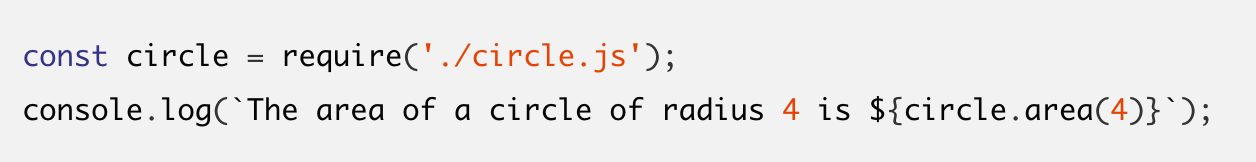 const circle = require('./circle.js');
console.log(`The area of a circle of radius 4 is ${circle.area(4)}`);